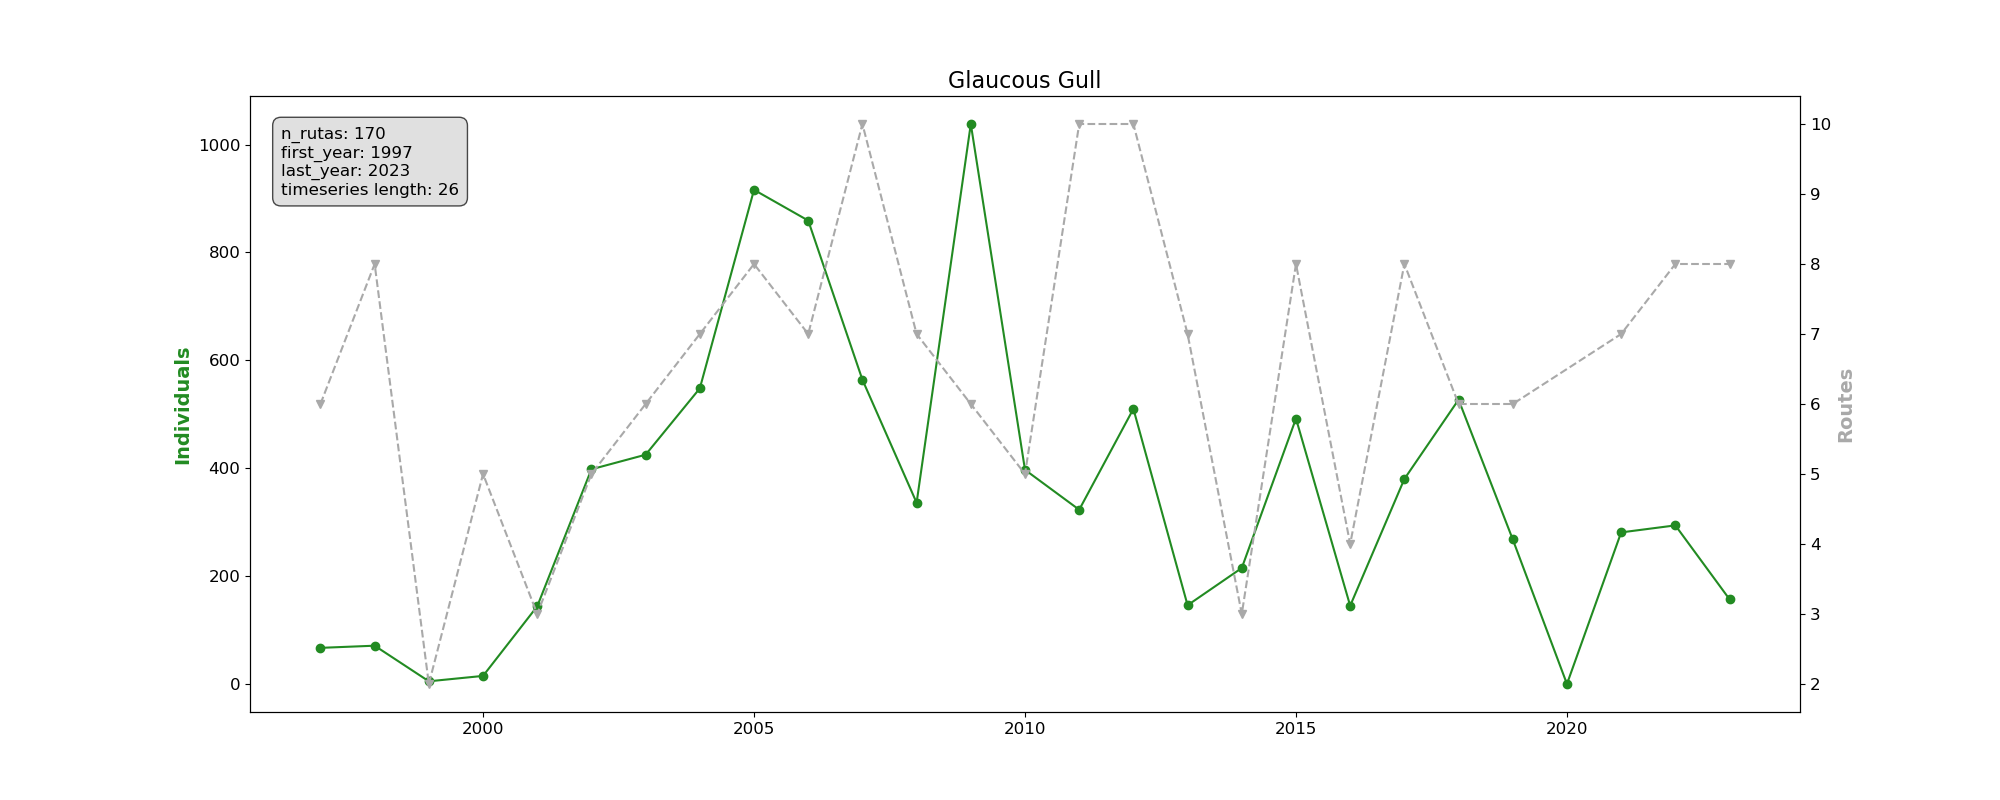 Glaucous Gull
n_rutas: 170
first_year: 1997
last_year: 2023
timeseries length: 26
Individuals
1000
800
600
400
200
0
10
9
8
7
6
5
4
3
2
Routes
2000
2005
2010
2015
2020